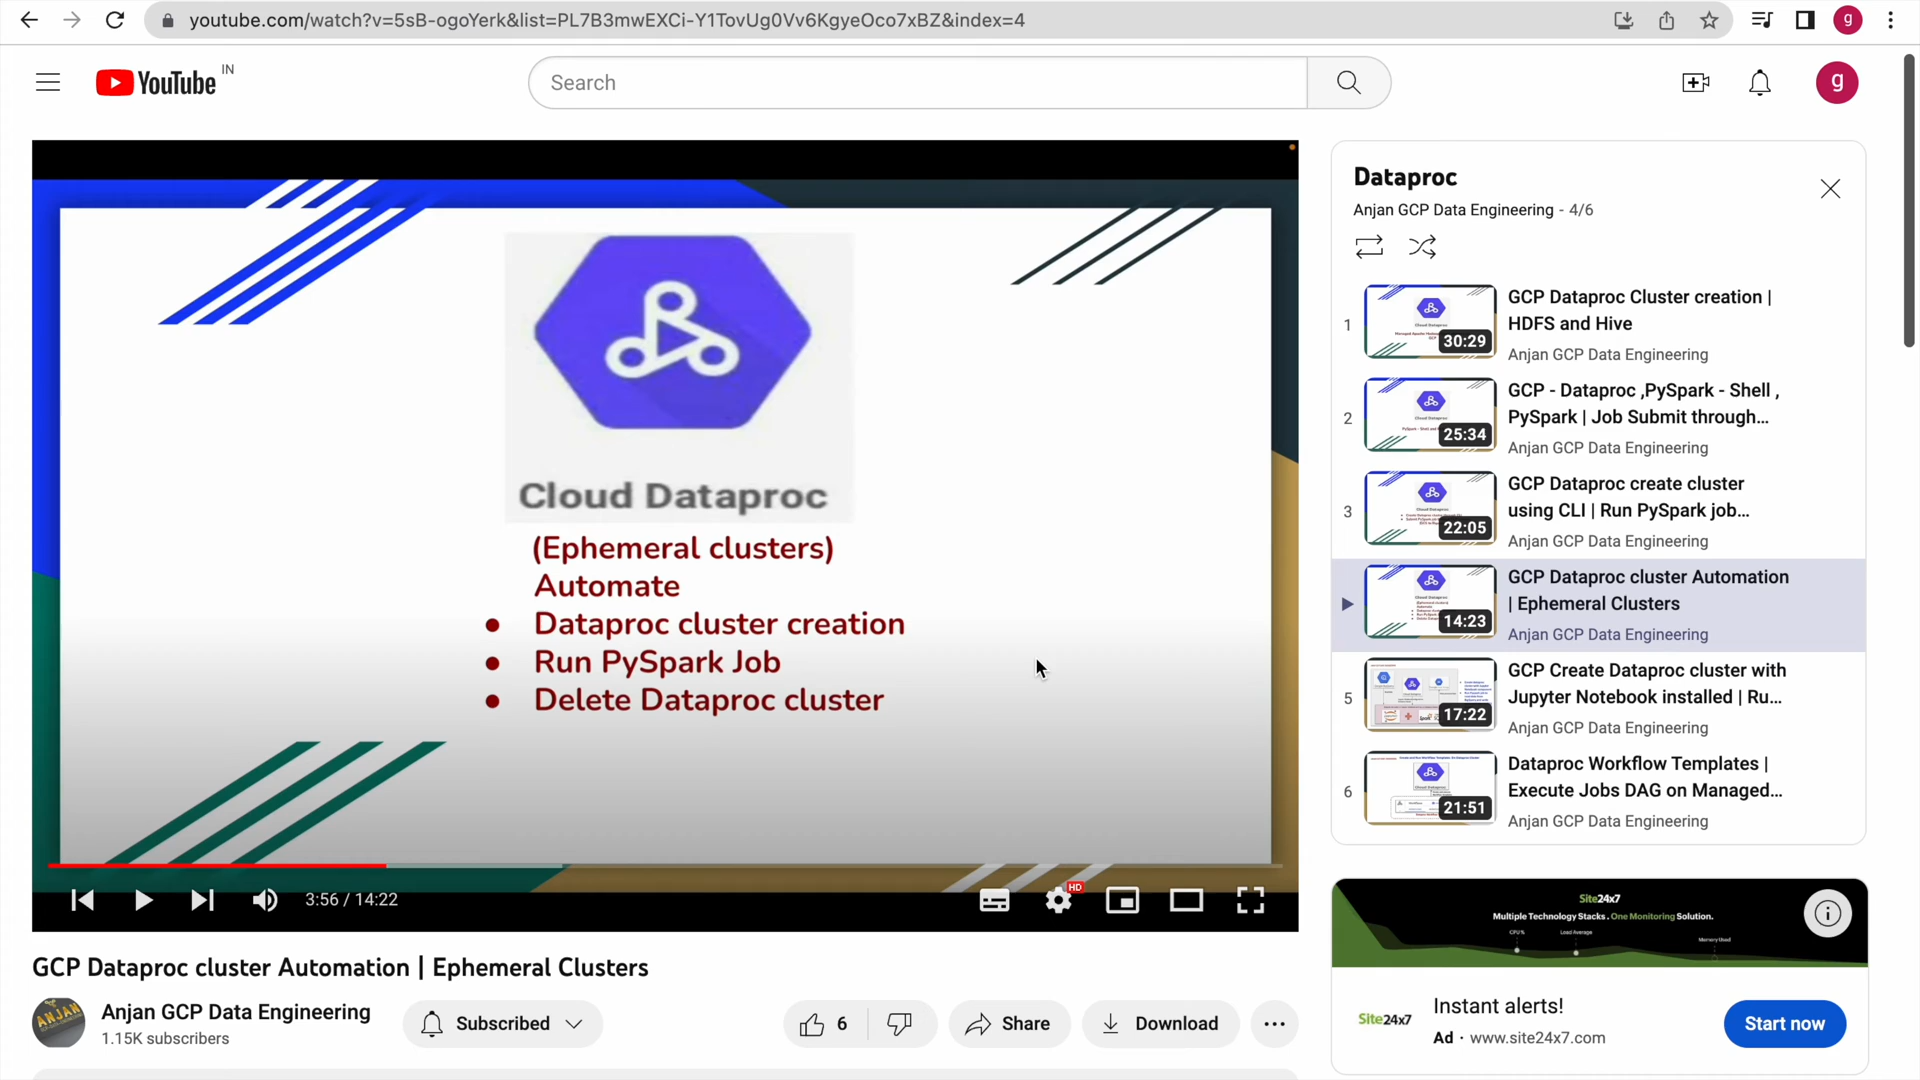 youtube.com/watch?v=5sB-ogoYerk&list=PL7B3mwEXCi-Y1TovUg0Vv6KgyeOco7xBZ&index=4
g
YouTube IN
Search
g
Cloud Dataproc
(Ephemeral clusters)
Automate
● Dataproc cluster creation
● Run PySpark Job
● Delete Dataproc cluster
3:56 / 14:22
HD
GCP Dataproc cluster Automation | Ephemeral Clusters
ANJAN
Anjan GCP Data Engineering
1.15K subscribers
Subscribed
6
Share
Download
Dataproc
Anjan GCP Data Engineering - 4/6
1
30:29
GCP Dataproc Cluster creation |
HDFS and Hive
Anjan GCP Data Engineering
2
25:34
GCP - Dataproc ,PySpark - Shell ,
PySpark | Job Submit through...
Anjan GCP Data Engineering
3
22:05
GCP Dataproc create cluster
using CLI | Run PySpark job...
Anjan GCP Data Engineering
14:23
GCP Dataproc cluster Automation
| Ephemeral Clusters
Anjan GCP Data Engineering
5
17:22
GCP Create Dataproc cluster with
Jupyter Notebook installed | Ru...
Anjan GCP Data Engineering
6
21:51
Dataproc Workflow Templates |
Execute Jobs DAG on Managed...
Anjan GCP Data Engineering
Site24x7
Multiple Technology Stacks . One Monitoring Solution.
CPU% Load Average Memory Used
Site24x7
Instant alerts!
Ad · www.site24x7.com
Start now